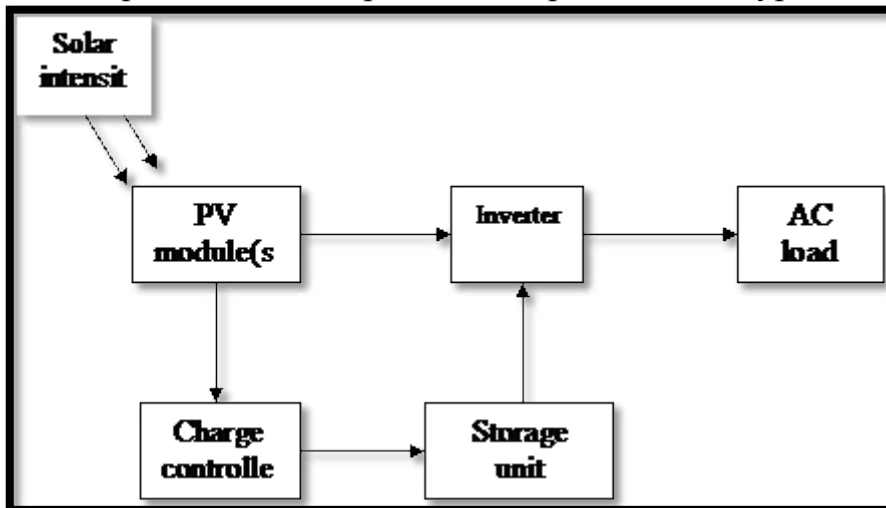 Solar
intensit
PV
module(s
Inverter
AC
load
Charge
controlle
Storage
unit